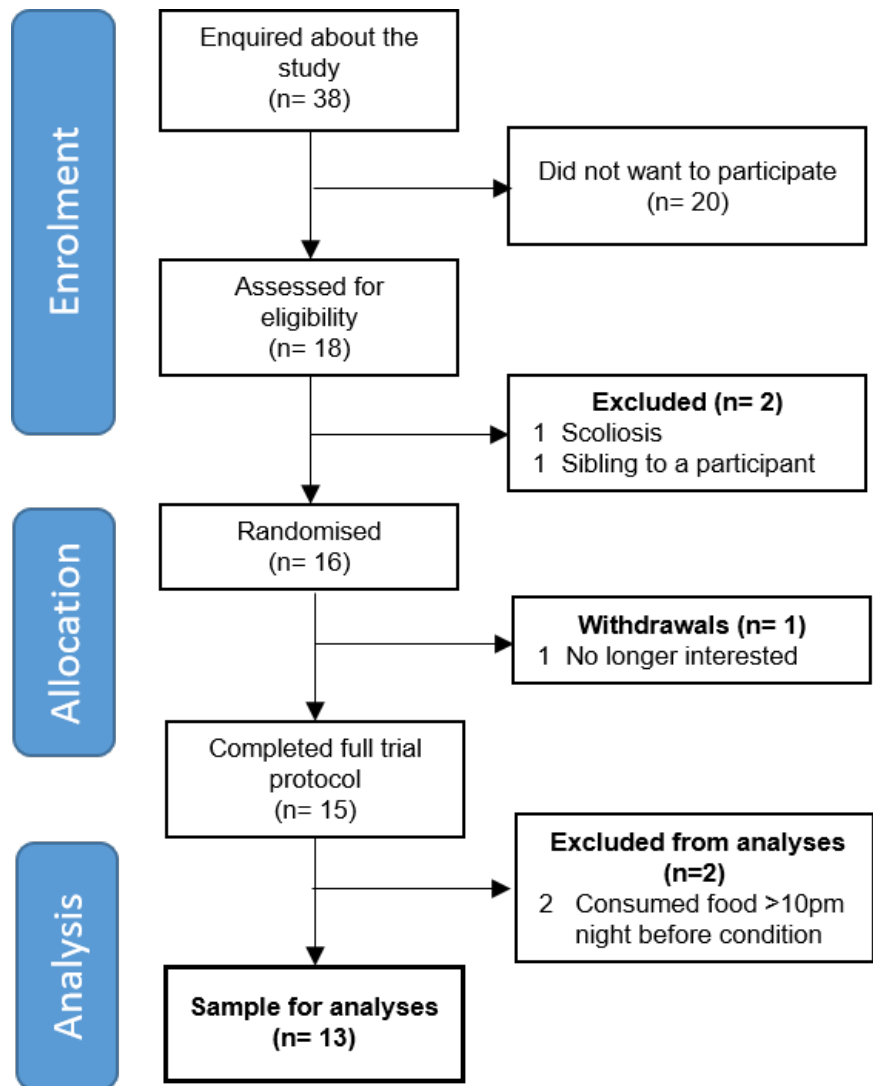 Enrolment
Enquired about the
study
(n= 38)
Did not want to participate
(n= 20)
Assessed for
eligibility
(n= 18)
Excluded (n= 2)
1 Scoliosis
1 Sibling to a participant
Allocation
Randomised
(n= 16)
Withdrawals (n= 1)
1 No longer interested
Completed full trial
protocol
(n= 15)
Analysis
Excluded from analyses
(n=2)
2 Consumed food >10pm
night before condition
Sample for analyses
(n= 13)